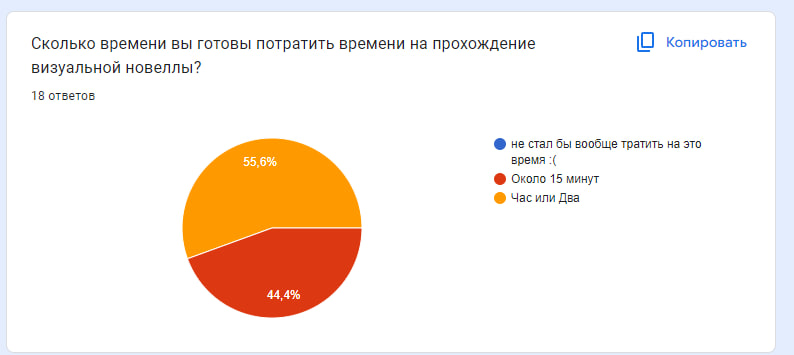 Сколько времени вы готовы потратить времени на прохождение
визуальной новеллы?
Копировать
18 ответов
не стал бы вообще тратить на это
время :(
Около 15 минут
Час или Два
55,6%
44,4%